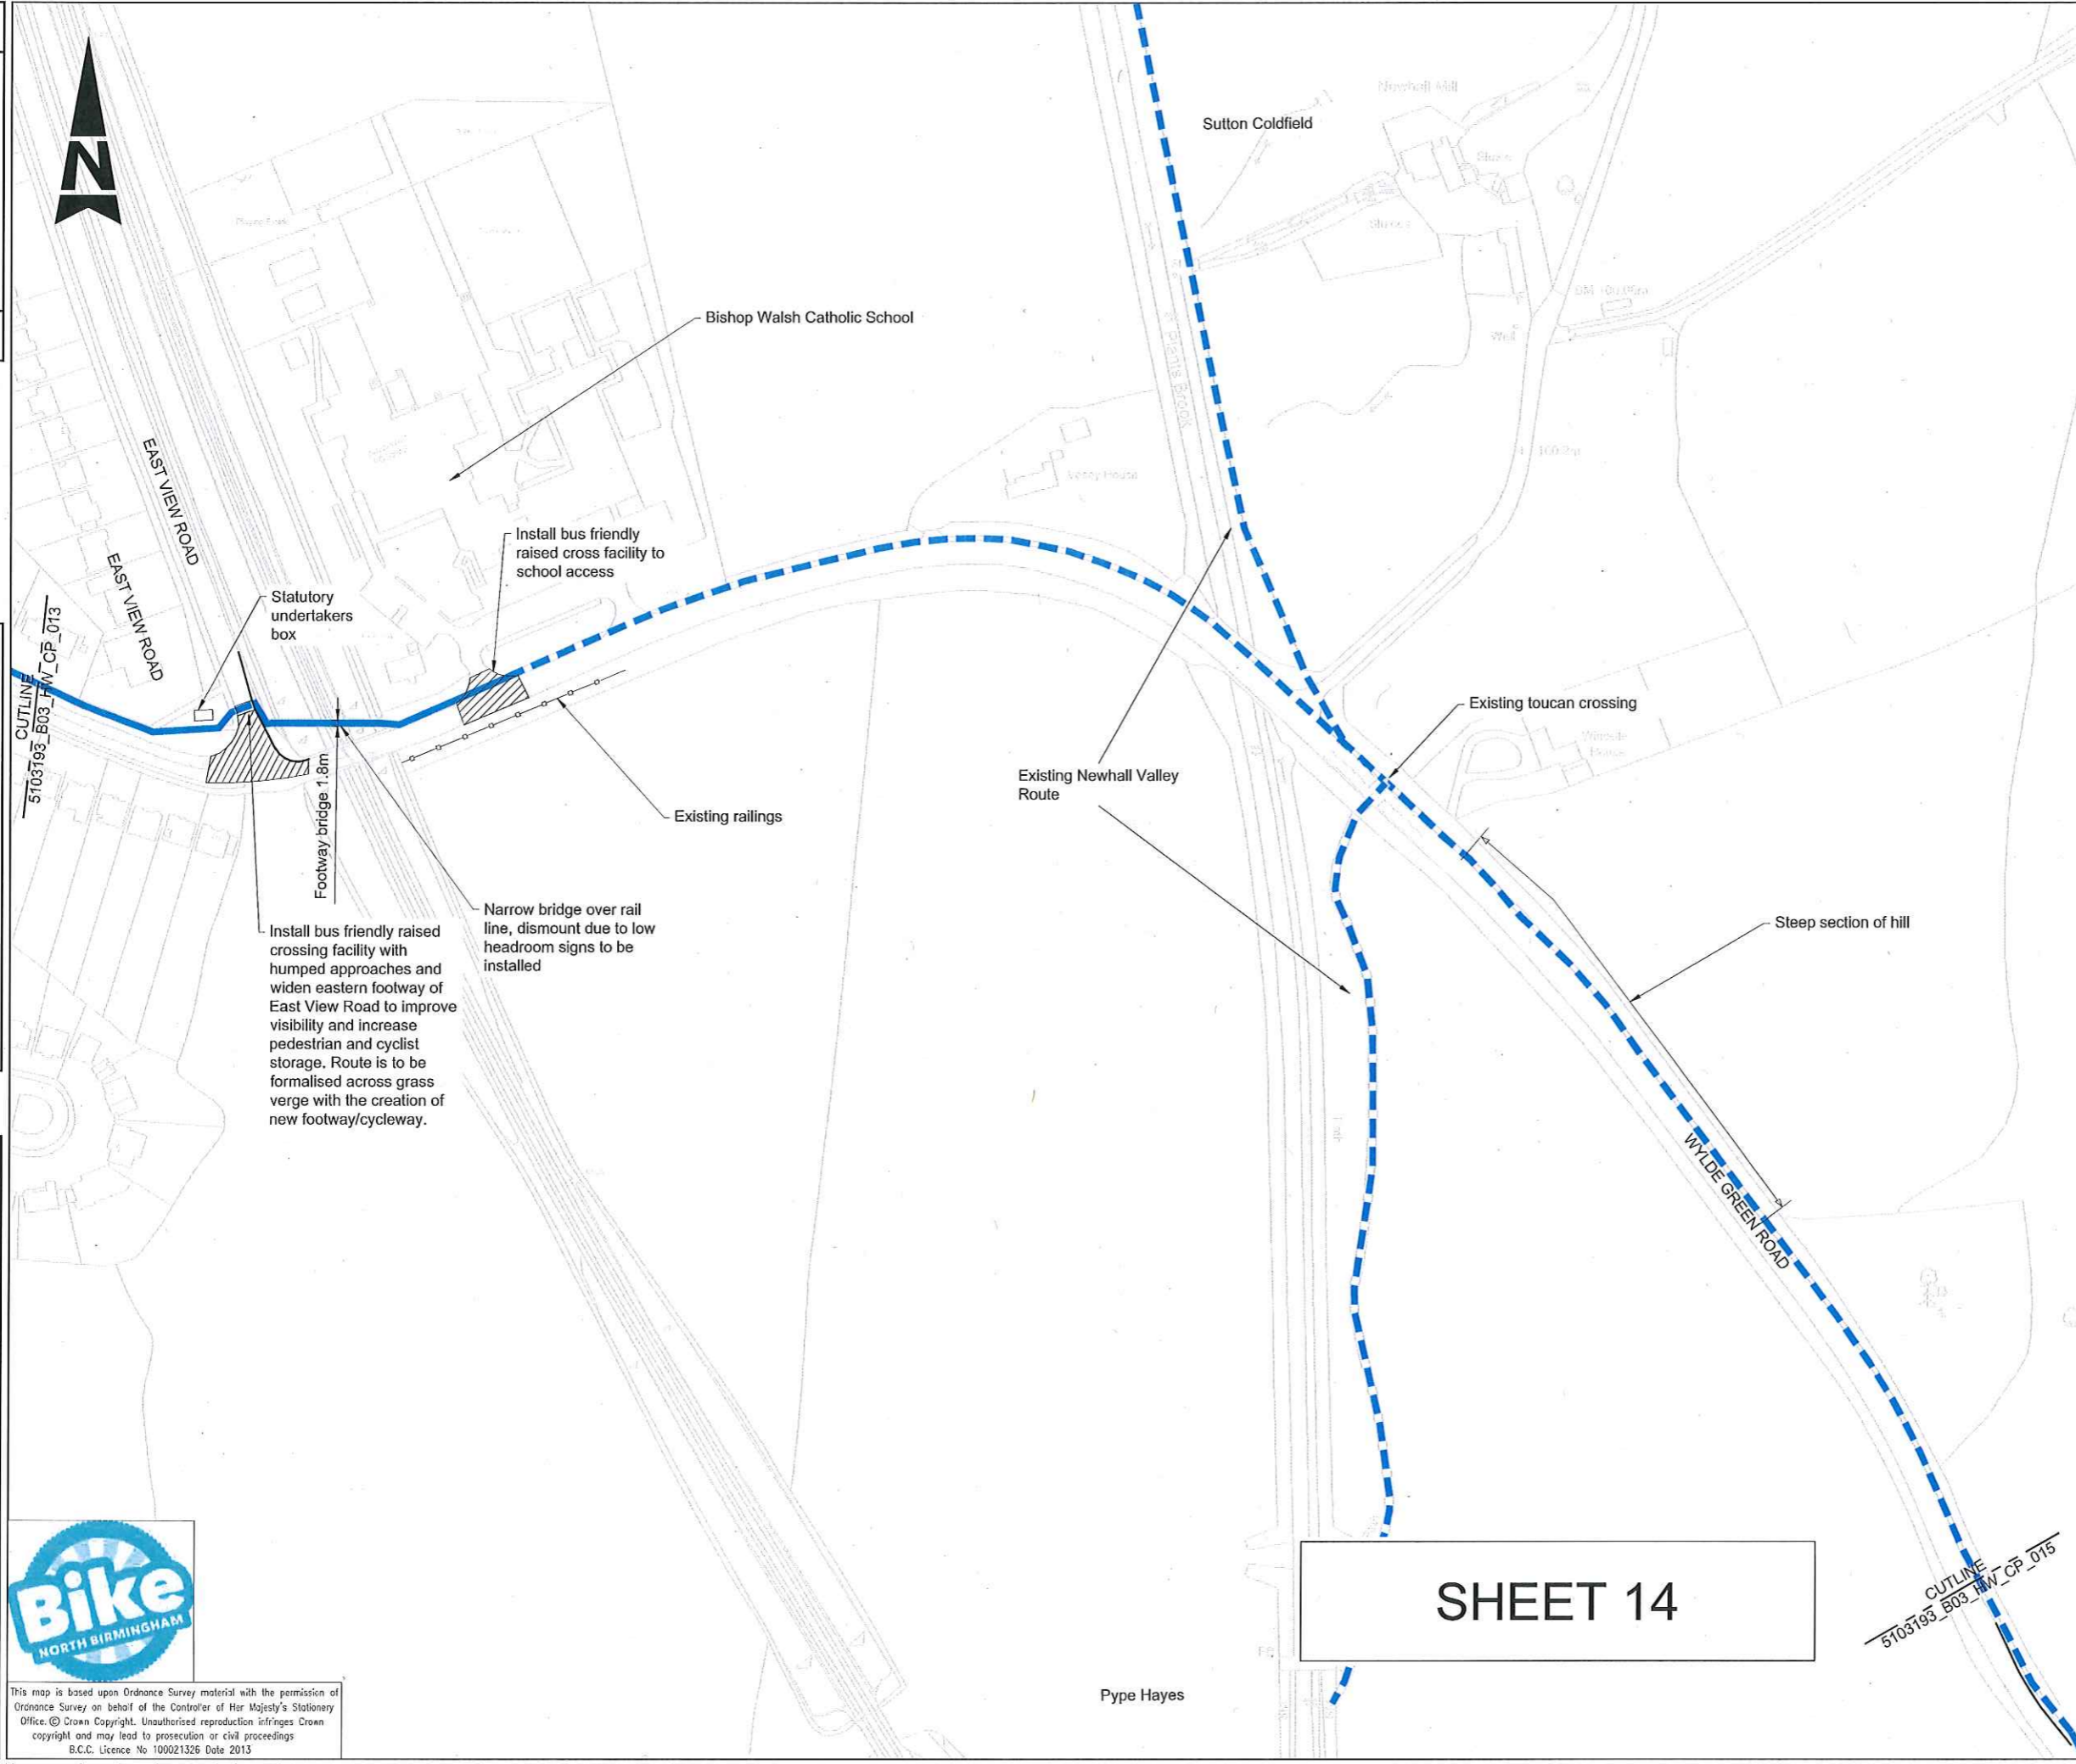 N
Sutton Coldfield
Newhall Mill
Bishop Walsh Catholic School
Plants Brook
Well
EAST VIEW ROAD
EAST VIEW ROAD
Install bus friendly
raised cross facility to
school access
Statutory
undertakers
box
CUTLINE
5103193_B03_HW_CP_013
Existing toucan crossing
Existing Newhall Valley
Route
Existing railings
Footway bridge 1.8m
Narrow bridge over rail
line, dismount due to low
headroom signs to be
installed
Install bus friendly raised
crossing facility with
humped approaches and
widen eastern footway of
East View Road to improve
visibility and increase
pedestrian and cyclist
storage. Route is to be
formalised across grass
verge with the creation of
new footway/cycleway.
Steep section of hill
WYLDE GREEN ROAD
Bike
NORTH BIRMINGHAM
SHEET 14
CUTLINE
5103193_B03_HW_CP_015
Pype Hayes
This map is based upon Ordnance Survey material with the permission of
Ordnance Survey on behalf of the Controller of Her Majesty's Stationery
Office. © Crown Copyright. Unauthorised reproduction infringes Crown
copyright and may lead to prosecution or civil proceedings
B.C.C. Licence No 100021326 Date 2013